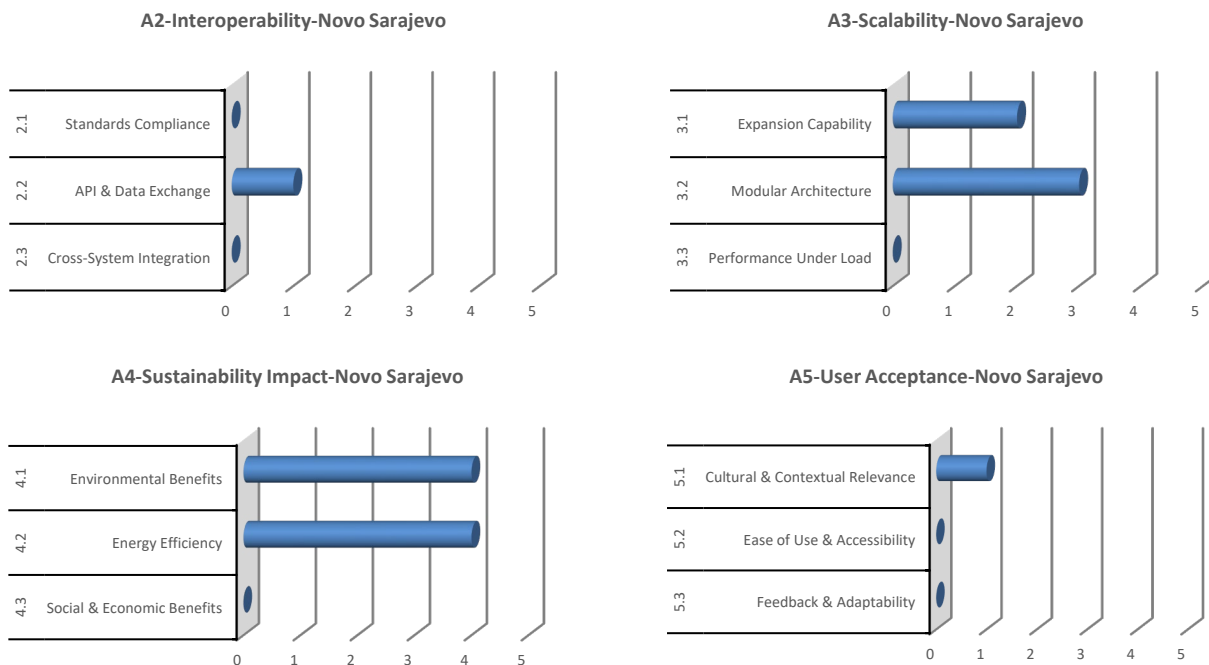 A2-Interoperability-Novo Sarajevo
2.1 Standards Compliance
2.2 API & Data Exchange
2.3 Cross-System Integration
0 1 2 3 4 5
A3-Scalability-Novo Sarajevo
3.1 Expansion Capability
3.2 Modular Architecture
3.3 Performance Under Load
0 1 2 3 4 5
A4-Sustainability Impact-Novo Sarajevo
4.1 Environmental Benefits
4.2 Energy Efficiency
4.3 Social & Economic Benefits
0 1 2 3 4 5
A5-User Acceptance-Novo Sarajevo
5.1 Cultural & Contextual Relevance
5.2 Ease of Use & Accessibility
5.3 Feedback & Adaptability
0 1 2 3 4 5